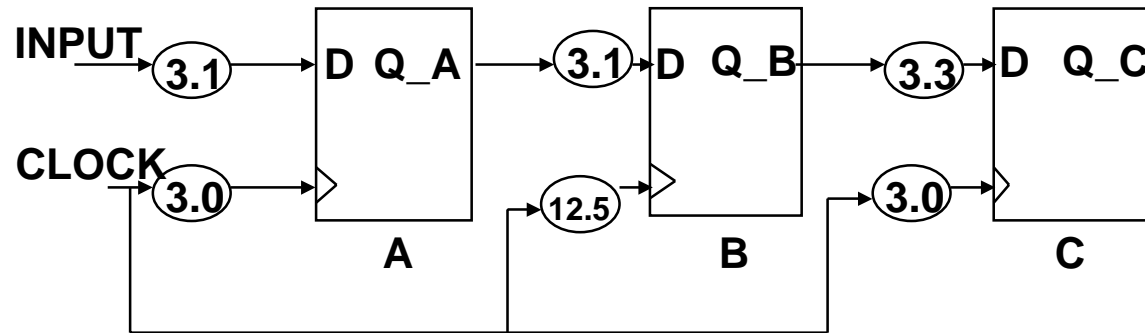 INPUT 3.1 D Q_A 3.1 D Q_B 3.3 D Q_C
CLOCK 3.0 12.5 3.0
A B C